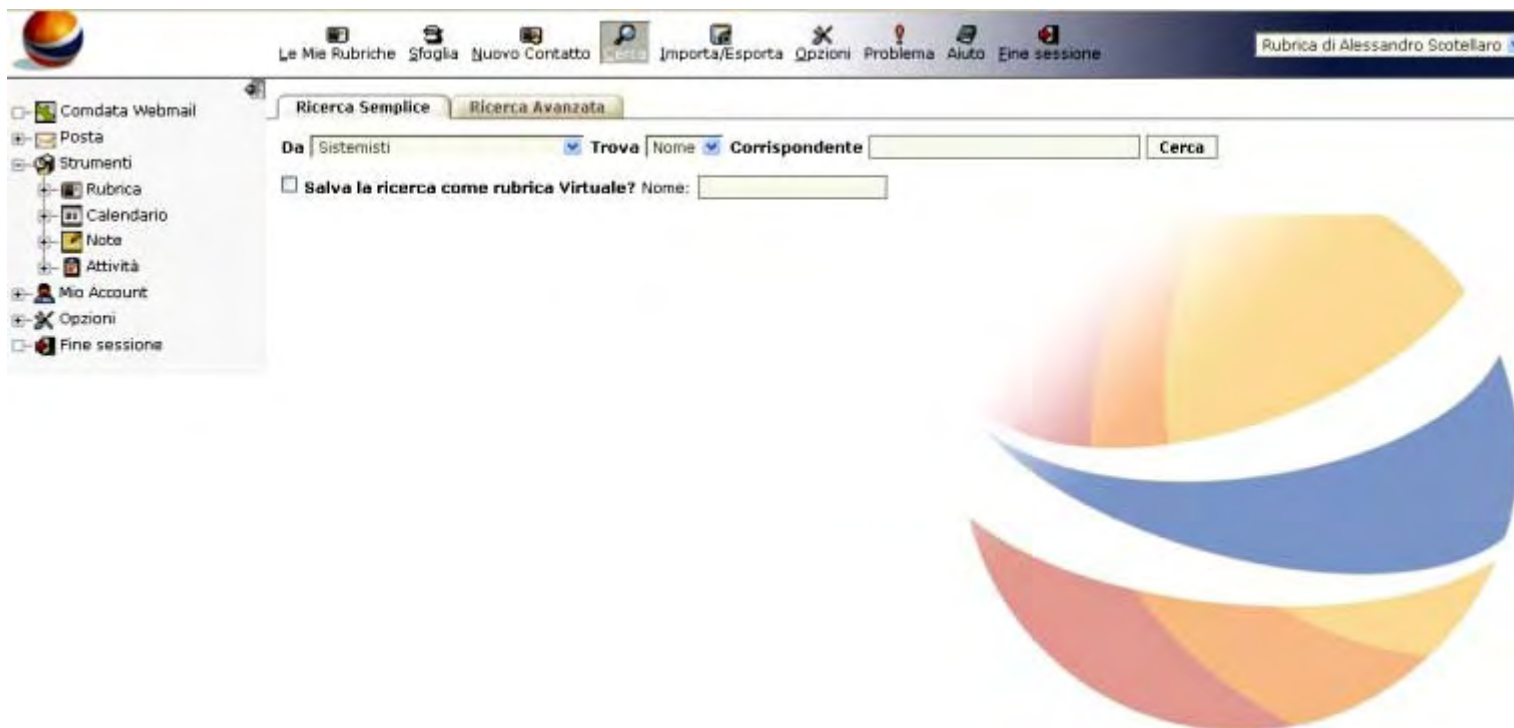 Le Mie Rubriche Sfoglia Nuovo Contatto Cerca Importa/Esporta Opzioni Problema Aiuto Fine sessione
Rubrica di Alessandro Scotellaro
Comdata Webmail
Posta
Strumenti
Rubrica
Calendario
Note
Attività
Mio Account
Opzioni
Fine sessione
Ricerca Semplice Ricerca Avanzata
Da Sistemisti Trova Nome Corrispondente Cerca
Salva la ricerca come rubrica Virtuale? Nome: